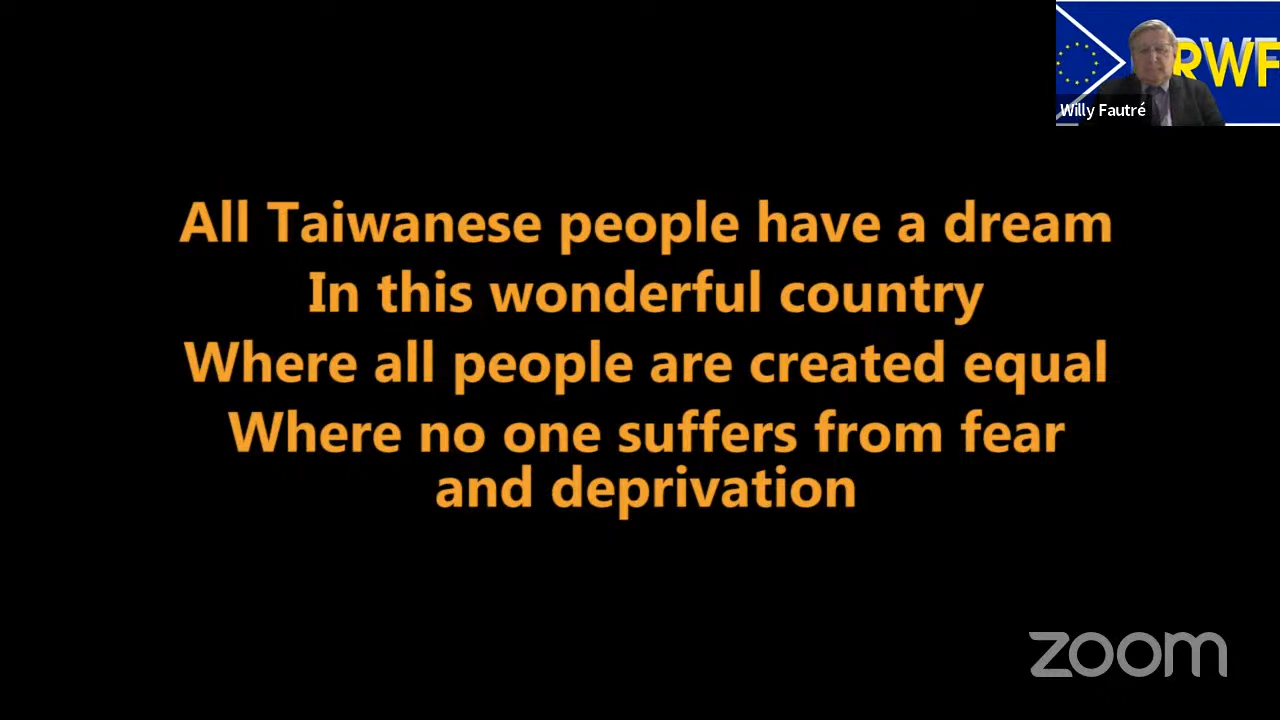 RWF
Willy Fautré
All Taiwanese people have a dream
In this wonderful country
Where all people are created equal
Where no one suffers from fear
and deprivation
zoom